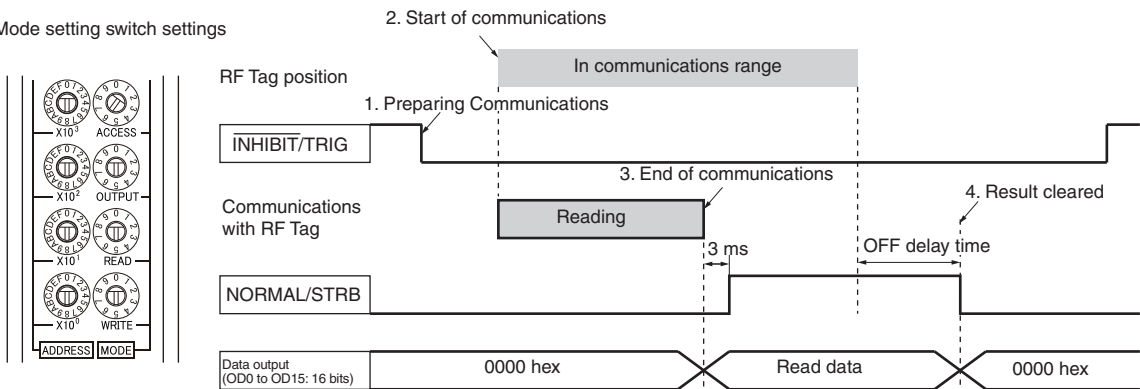 Mode setting switch settings
2. Start of communications
RF Tag position
In communications range
1. Preparing Communications
INHIBIT/TRIG
3. End of communications
Communications
with RF Tag
Reading
4. Result cleared
3 ms
OFF delay time
NORMAL/STRB
Data output
(OD0 to OD15: 16 bits)
0000 hex
Read data
0000 hex
X10³
ACCESS
X10²
OUTPUT
X10¹
READ
X10⁰
WRITE
ADDRESS
MODE